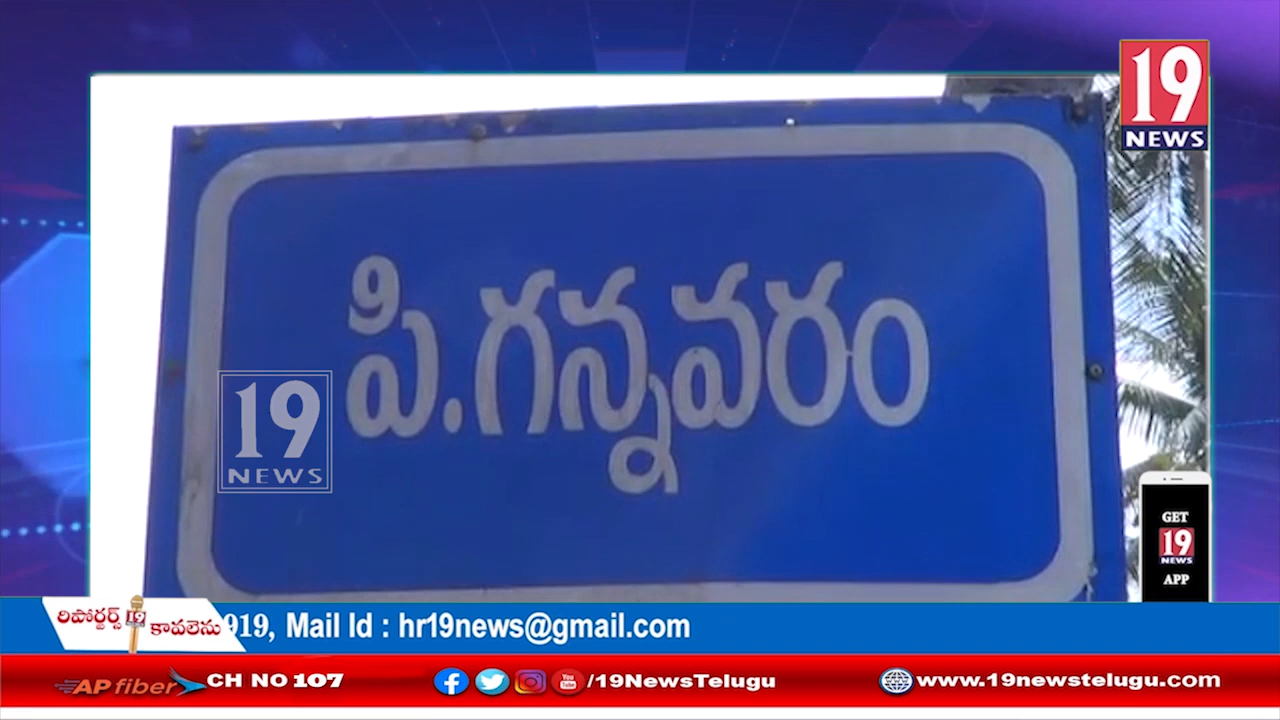 19
NEWS
పి.గన్నవరం
19
NEWS
GET
19
NEWS
APP
రిపోర్టర్స్ 19 కావలెను
919, Mail Id : hr19news@gmail.com
AP fiber CH NO 107
/19NewsTelugu
www.19newstelugu.com